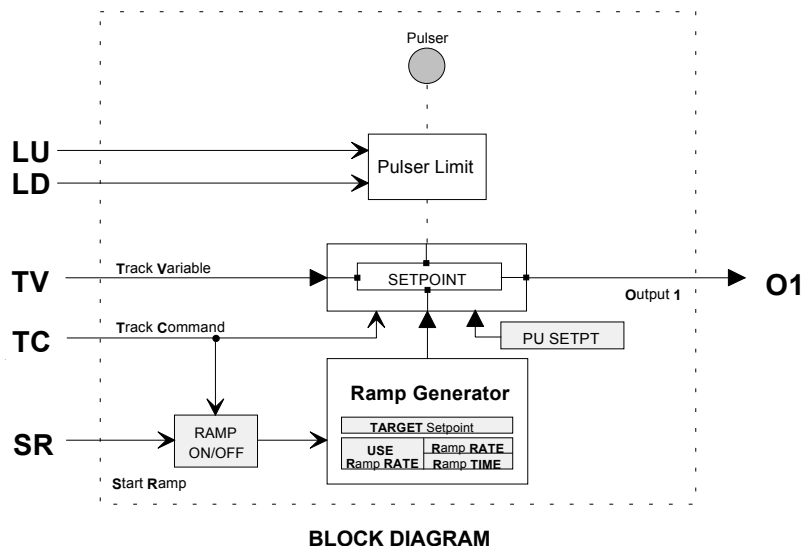 Pulser
LU
LD
Pulser Limit
TV
Track Variable
SETPOINT
O1
Output 1
TC
Track Command
PU SETPT
Ramp Generator
TARGET Setpoint
SR
RAMP
ON/OFF
USE
Ramp RATE
Ramp RATE
Ramp TIME
Start Ramp
BLOCK DIAGRAM